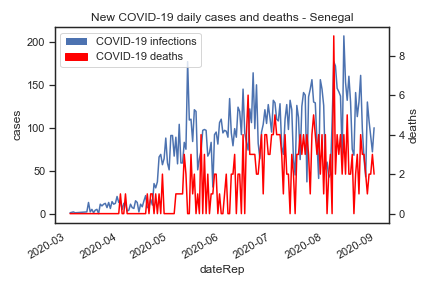 New COVID-19 daily cases and deaths - Senegal
COVID-19 infections
COVID-19 deaths
200
150
100
50
0
cases
8
6
4
2
0
deaths
2020-03
2020-04
2020-05
2020-06
2020-07
2020-08
2020-09
dateRep